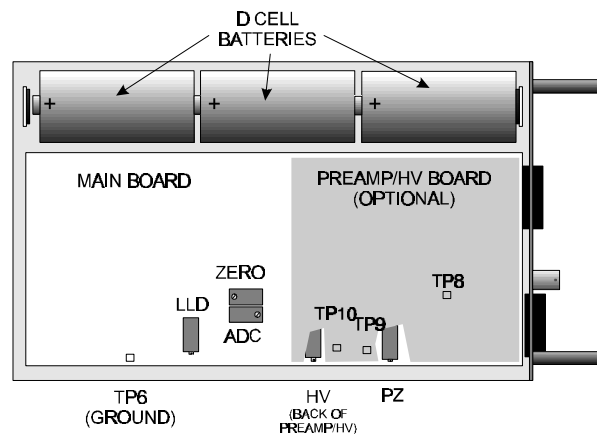 D CELL
BATTERIES
+ + +
MAIN BOARD
PREAMP/HV BOARD
(OPTIONAL)
ZERO
TP8
LLD
TP10
TP9
ADC
TP6
(GROUND)
HV
(BACK OF
PREAMP/HV)
PZ